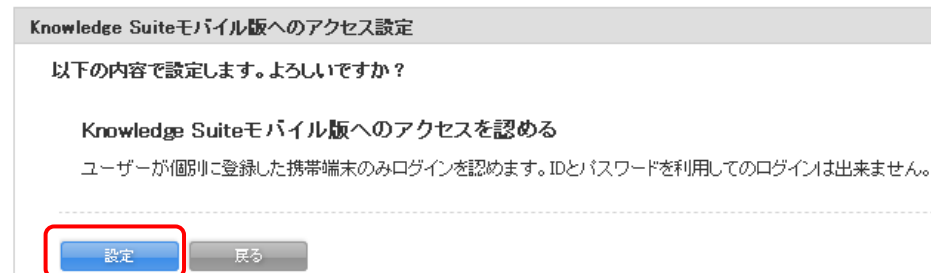 Knowledge Suiteモバイル版へのアクセス設定
以下の内容で設定します。よろしいですか？
Knowledge Suiteモバイル版へのアクセスを認める
ユーザーが個別に登録した携帯端末のみログインを認めます。IDとパスワードを利用してのログインは出来ません。
設定 戻る